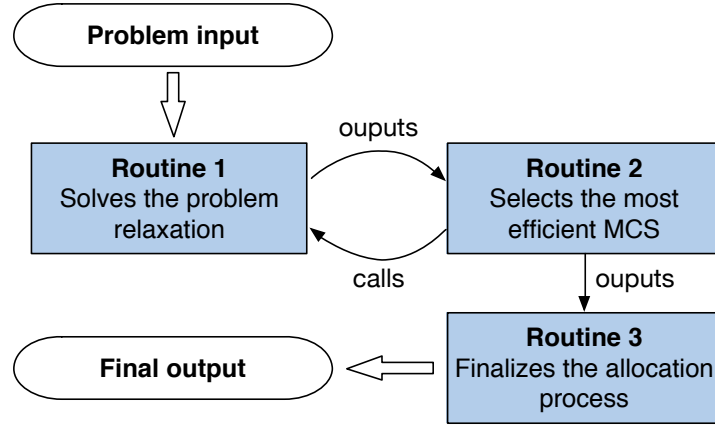 Problem input
ouputs
Routine 1
Solves the problem
relaxation
Routine 2
Selects the most
efficient MCS
calls
ouputs
Routine 3
Finalizes the allocation
process
Final output